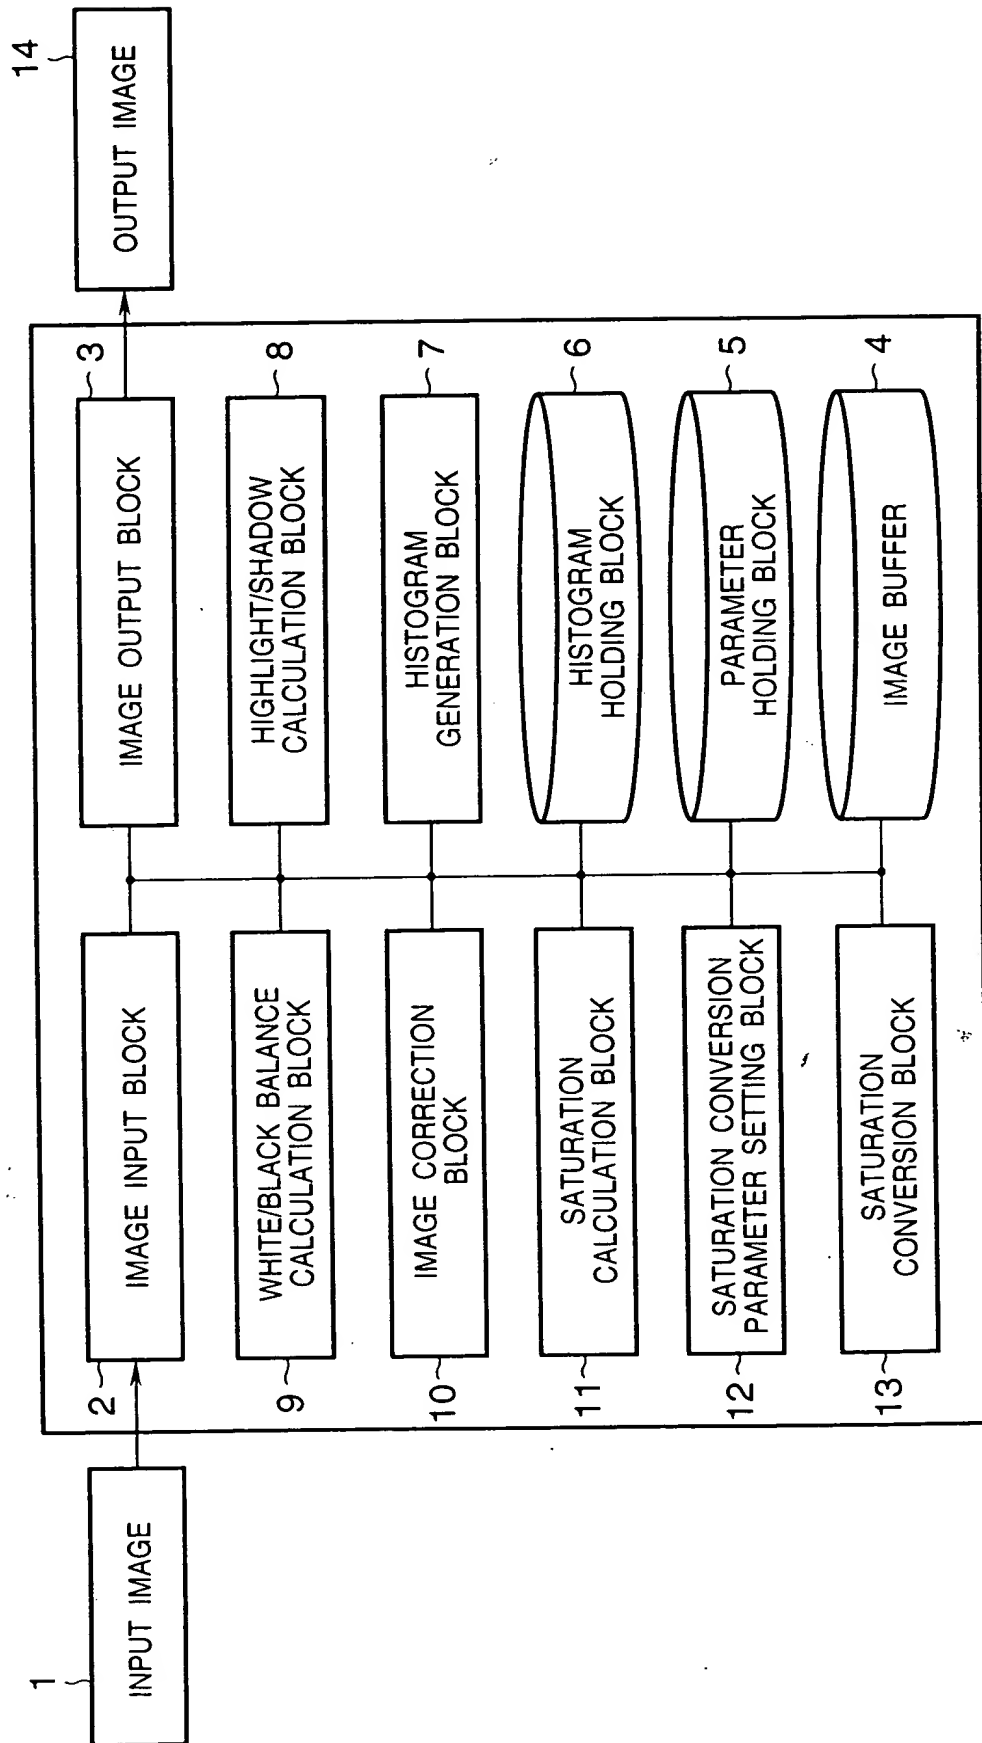 1
INPUT IMAGE
2
IMAGE INPUT BLOCK
3
IMAGE OUTPUT BLOCK
14
OUTPUT IMAGE
9
WHITE/BLACK BALANCE
CALCULATION BLOCK
8
HIGHLIGHT/SHADOW
CALCULATION BLOCK
10
IMAGE CORRECTION
BLOCK
7
HISTOGRAM
GENERATION BLOCK
11
SATURATION
CALCULATION BLOCK
6
HISTOGRAM
HOLDING BLOCK
12
SATURATION CONVERSION
PARAMETER SETTING BLOCK
5
PARAMETER
HOLDING BLOCK
13
SATURATION
CONVERSION BLOCK
4
IMAGE BUFFER